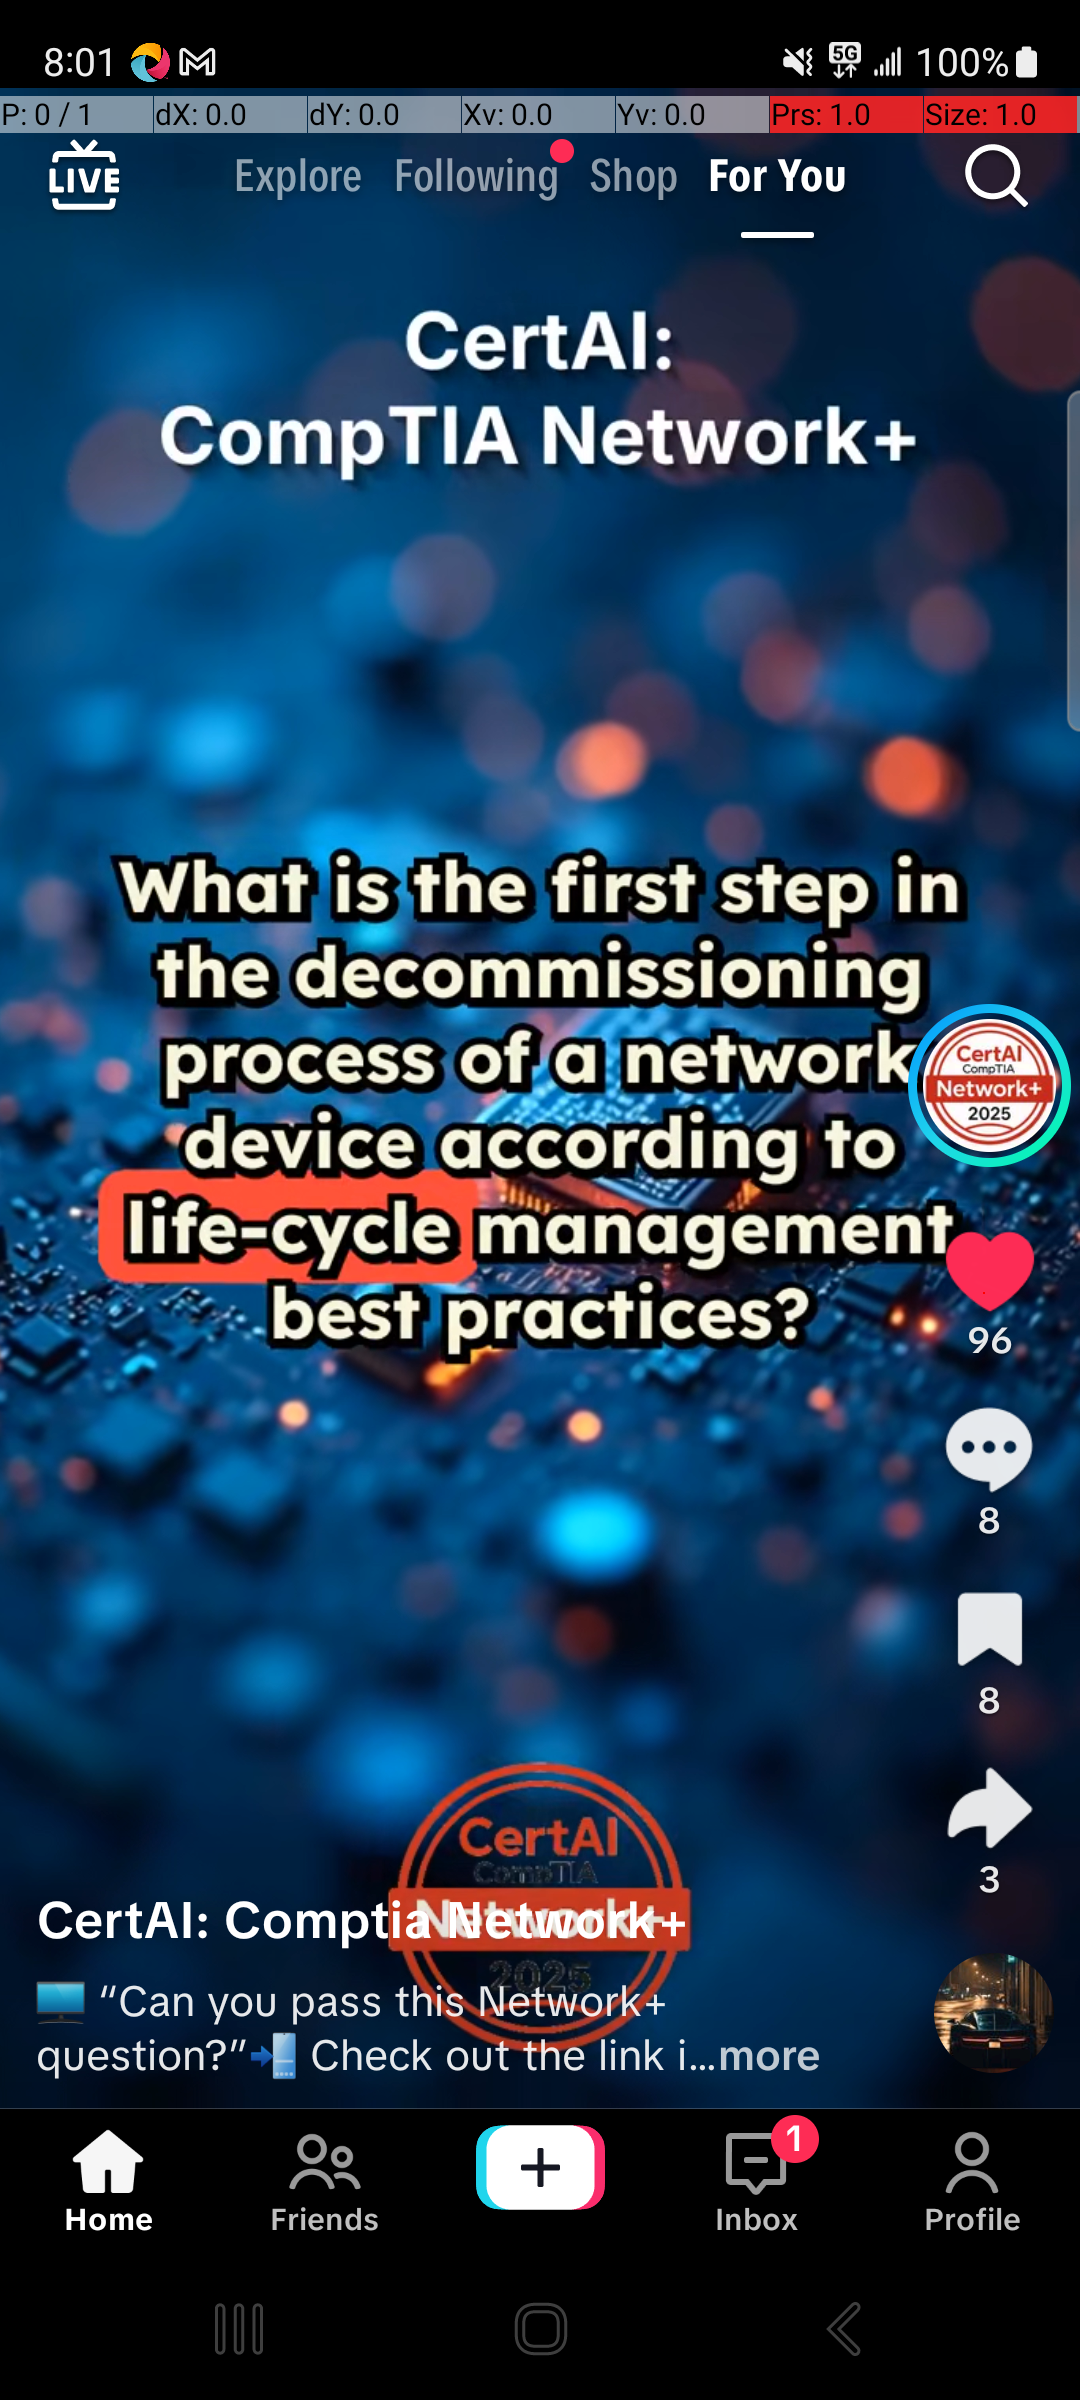 8:01
5G
100%
P: 0 / 1
dX: 0.0
dY: 0.0
Xv: 0.0
Yv: 0.0
Prs: 1.0
Size: 1.0
LIVE
Explore
Following
Shop
For You
CertAI:
CompTIA Network+
What is the first step in
the decommissioning
process of a network
device according to
life-cycle management
best practices?
CertAI
CompTIA
Network+
2025
96
8
8
3
CertAI
CompTIA
Network+
2025
CertAI: Comptia Network+
“Can you pass this Network+
question?” Check out the link i...more
Home
Friends
1
Inbox
Profile